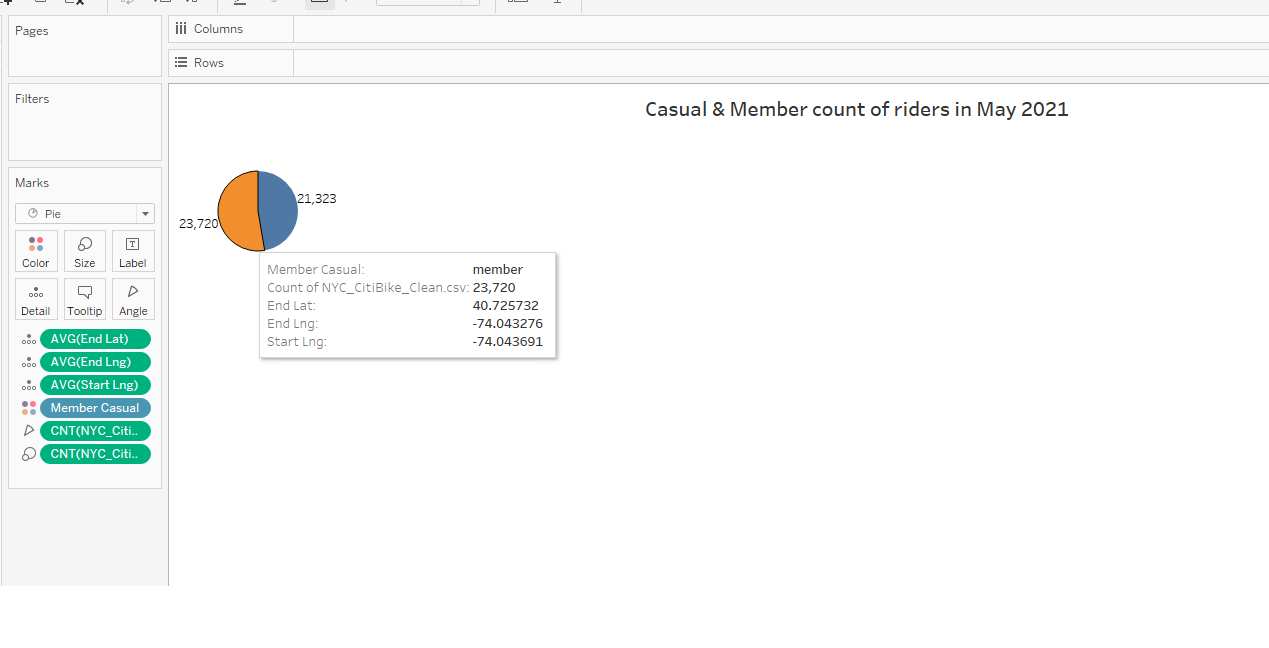 Pages
Columns
Rows
Filters
Casual & Member count of riders in May 2021
Marks
Pie
Color
Size
Label
Detail
Tooltip
Angle
AVG(End Lat)
AVG(End Lng)
AVG(Start Lng)
Member Casual
CNT(NYC_Citi..
CNT(NYC_Citi..
21,323
23,720
Member Casual: member
Count of NYC_CitiBike_Clean.csv: 23,720
End Lat: 40.725732
End Lng: -74.043276
Start Lng: -74.043691